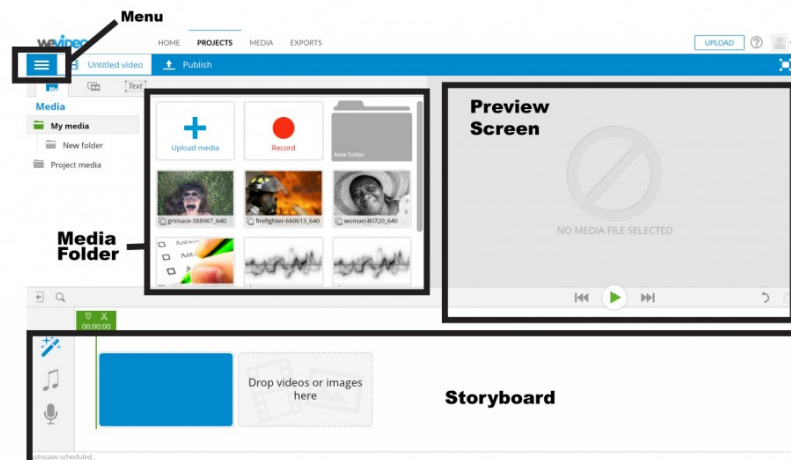 Menu
wevideo
HOME PROJECTS MEDIA EXPORTS UPLOAD ?
Untitled video Publish
Text
Media
My media
New folder
Project media
Upload media
Record
New folder
grimace-388987_640
firefighter-660613_640
woman-80720_640
Media
Folder
Preview
Screen
NO MEDIA FILE SELECTED
00:00:00
Drop videos or images
here
Storyboard
autosave scheduled.